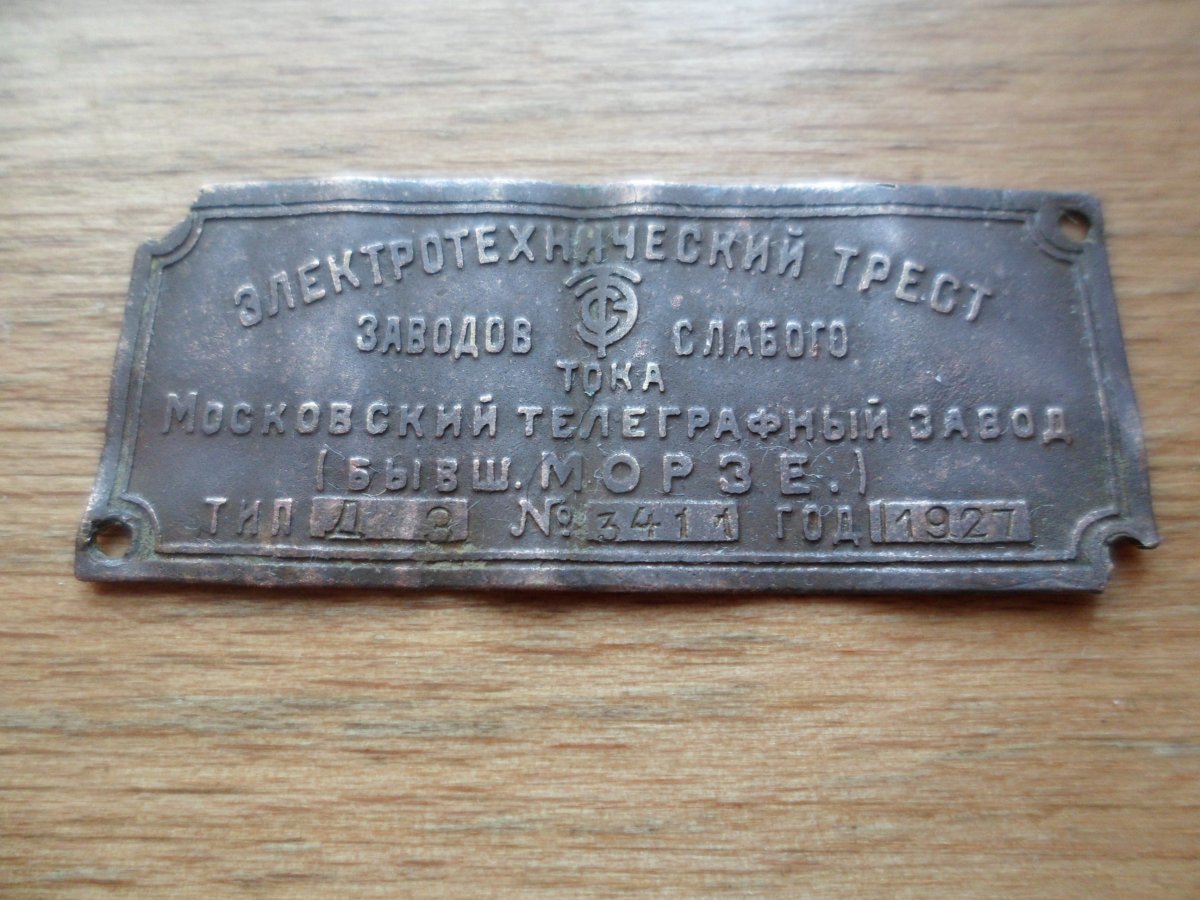 ЭЛЕКТРОТЕХНИЧЕСКИЙ ТРЕСТ
ЗАВОДОВ СЛАБОГО
ТОКА
МОСКОВСКИЙ ТЕЛЕГРАФНЫЙ ЗАВОД
(БЫВШ. МОРЗЕ.)
ТИП Д № 3411 ГОД 1927